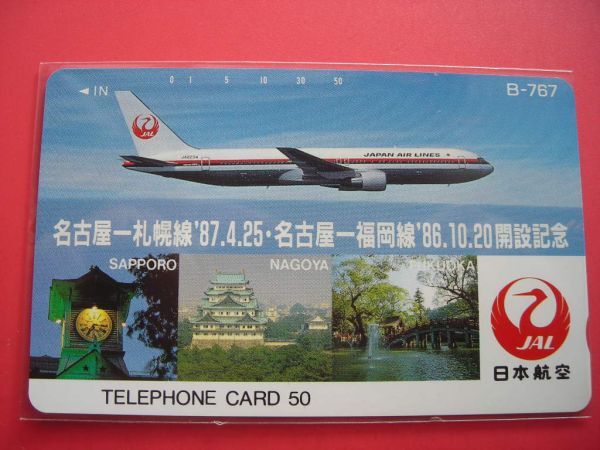 ◀IN 0 1 5 10 30 50
B-767
JAL
JAPAN AIR LINES
名古屋ー札幌線'87.4.25・名古屋ー福岡線'86.10.20開設記念
SAPPORO NAGOYA FUKUOKA
JAL
日本航空
TELEPHONE CARD 50